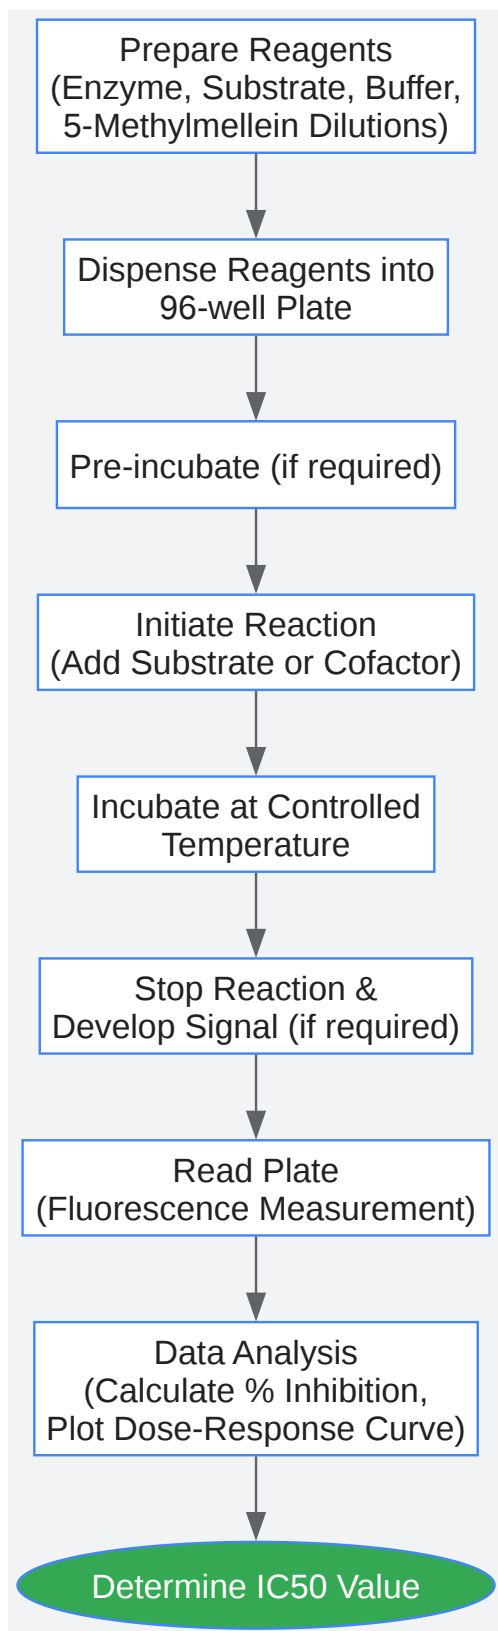 Prepare Reagents
(Enzyme, Substrate, Buffer,
5-Methylmellein Dilutions)
Dispense Reagents into
96-well Plate
Pre-incubate (if required)
Initiate Reaction
(Add Substrate or Cofactor)
Incubate at Controlled
Temperature
Stop Reaction &
Develop Signal (if required)
Read Plate
(Fluorescence Measurement)
Data Analysis
(Calculate % Inhibition,
Plot Dose-Response Curve)
Determine IC50 Value